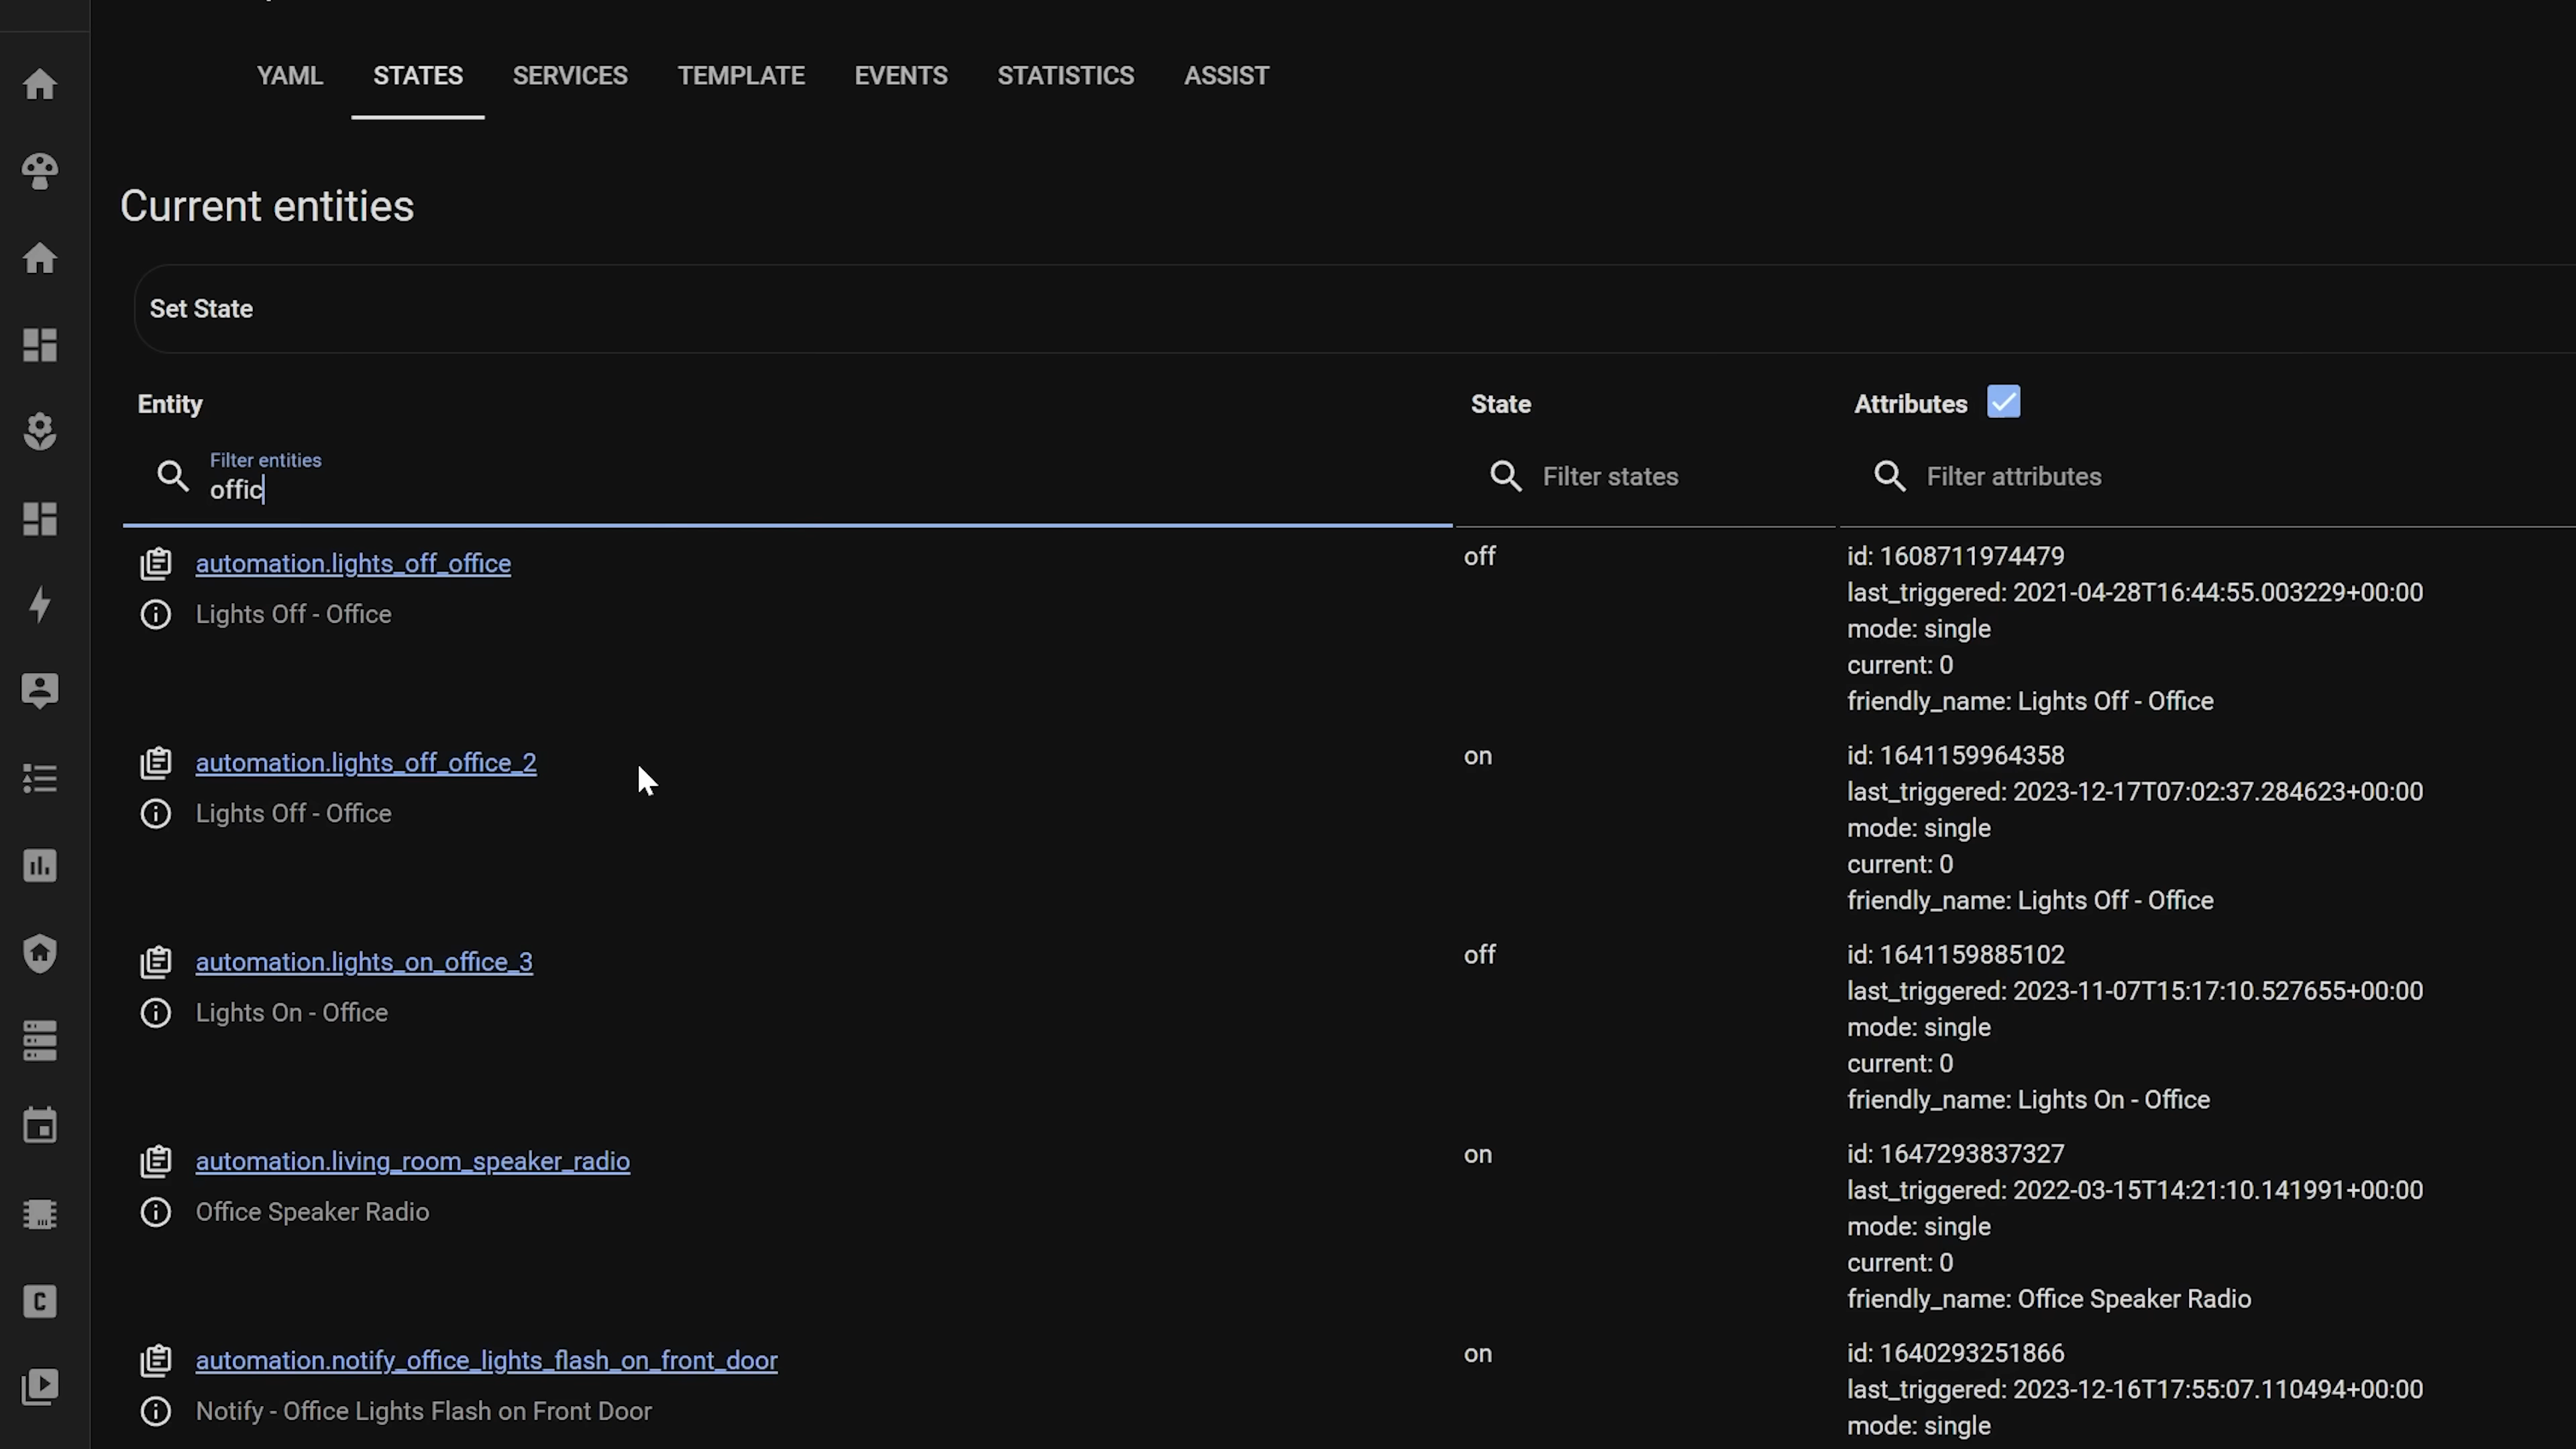 YAML STATES SERVICES TEMPLATE EVENTS STATISTICS ASSIST
Current entities
Set State
Entity State Attributes
Filter entities
offic Filter states Filter attributes
automation.lights_off_office off id: 1608711974479
last_triggered: 2021-04-28T16:44:55.003229+00:00
Lights Off - Office mode: single
current: 0
friendly_name: Lights Off - Office
automation.lights_off_office_2 on id: 1641159964358
last_triggered: 2023-12-17T07:02:37.284623+00:00
Lights Off - Office mode: single
current: 0
friendly_name: Lights Off - Office
automation.lights_on_office_3 off id: 1641159885102
last_triggered: 2023-11-07T15:17:10.527655+00:00
Lights On - Office mode: single
current: 0
friendly_name: Lights On - Office
automation.living_room_speaker_radio on id: 1647293837327
last_triggered: 2022-03-15T14:21:10.141991+00:00
Office Speaker Radio mode: single
current: 0
friendly_name: Office Speaker Radio
automation.notify_office_lights_flash_on_front_door on id: 1640293251866
last_triggered: 2023-12-16T17:55:07.110494+00:00
Notify - Office Lights Flash on Front Door mode: single
C